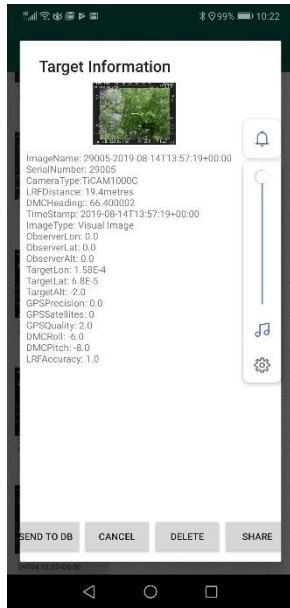 99% 10:22
Target Information
ImageName: 29005-2019-08-14T13:57:19+00:00
SerialNumber: 29005
CameraType:TiCAM1000C
LRFDistance: 19.4metres
DMCHeading:: 66.400002
TimeStamp: 2019-08-14T13:57:19+00:00
ImageType: Visual Image
ObserverLon: 0.0
ObserverLat: 0.0
ObserverAlt: 0.0
TargetLon: 1.58E-4
TargetLat: 6.8E-5
TargetAlt: -2.0
GPSPrecision: 0.0
GPSSatellites: 0
GPSQuality: 2.0
DMCRoll: -6.0
DMCPitch: -8.0
LRFAccuracy: 1.0
SEND TO DB CANCEL DELETE SHARE